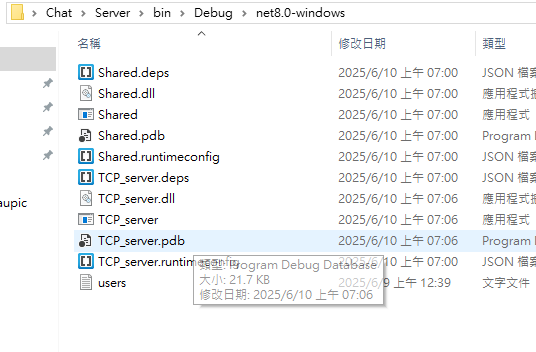 Chat > Server > bin > Debug > net8.0-windows
名稱 修改日期 類型
Shared.deps 2025/6/10 上午 07:00 JSON 檔案
Shared.dll 2025/6/10 上午 07:00 應用程式
Shared 2025/6/10 上午 07:00 應用程式
Shared.pdb 2025/6/10 上午 07:00 Program
Shared.runtimeconfig 2025/6/10 上午 07:00 JSON 檔案
TCP_server.deps 2025/6/10 上午 07:00 JSON 檔案
TCP_server.dll 2025/6/10 上午 07:06 應用程式
TCP_server 2025/6/10 上午 07:06 應用程式
TCP_server.pdb 2025/6/10 上午 07:06 Program
TCP_server.runtimeconfig 2025/6/10 上午 07:00 JSON 檔案
類型: Program Debug Database
大小: 21.7 KB
修改日期: 2025/6/10 上午 07:06
users 6/9 上午 12:39 文字文件
aupic